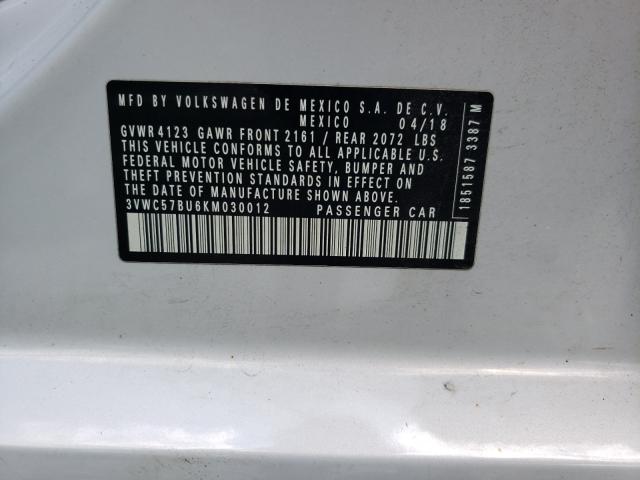 MFD BY VOLKSWAGEN DE MEXICO S.A. DE C.V.
MEXICO 04/18
GVWR 4123 GAWR FRONT 2161 / REAR 2072 LBS
THIS VEHICLE CONFORMS TO ALL APPLICABLE U.S.
FEDERAL MOTOR VEHICLE SAFETY, BUMPER AND
THEFT PREVENTION STANDARDS IN EFFECT ON
THE DATE OF MANUFACTURE SHOWN ABOVE.
3VWC57BU6KM030012 PASSENGER CAR
1851587 3387 M